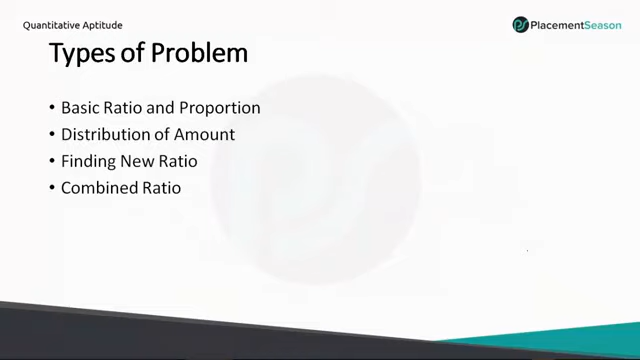 Quantitative Aptitude
PlacementSeason
Types of Problem
• Basic Ratio and Proportion
• Distribution of Amount
• Finding New Ratio
• Combined Ratio